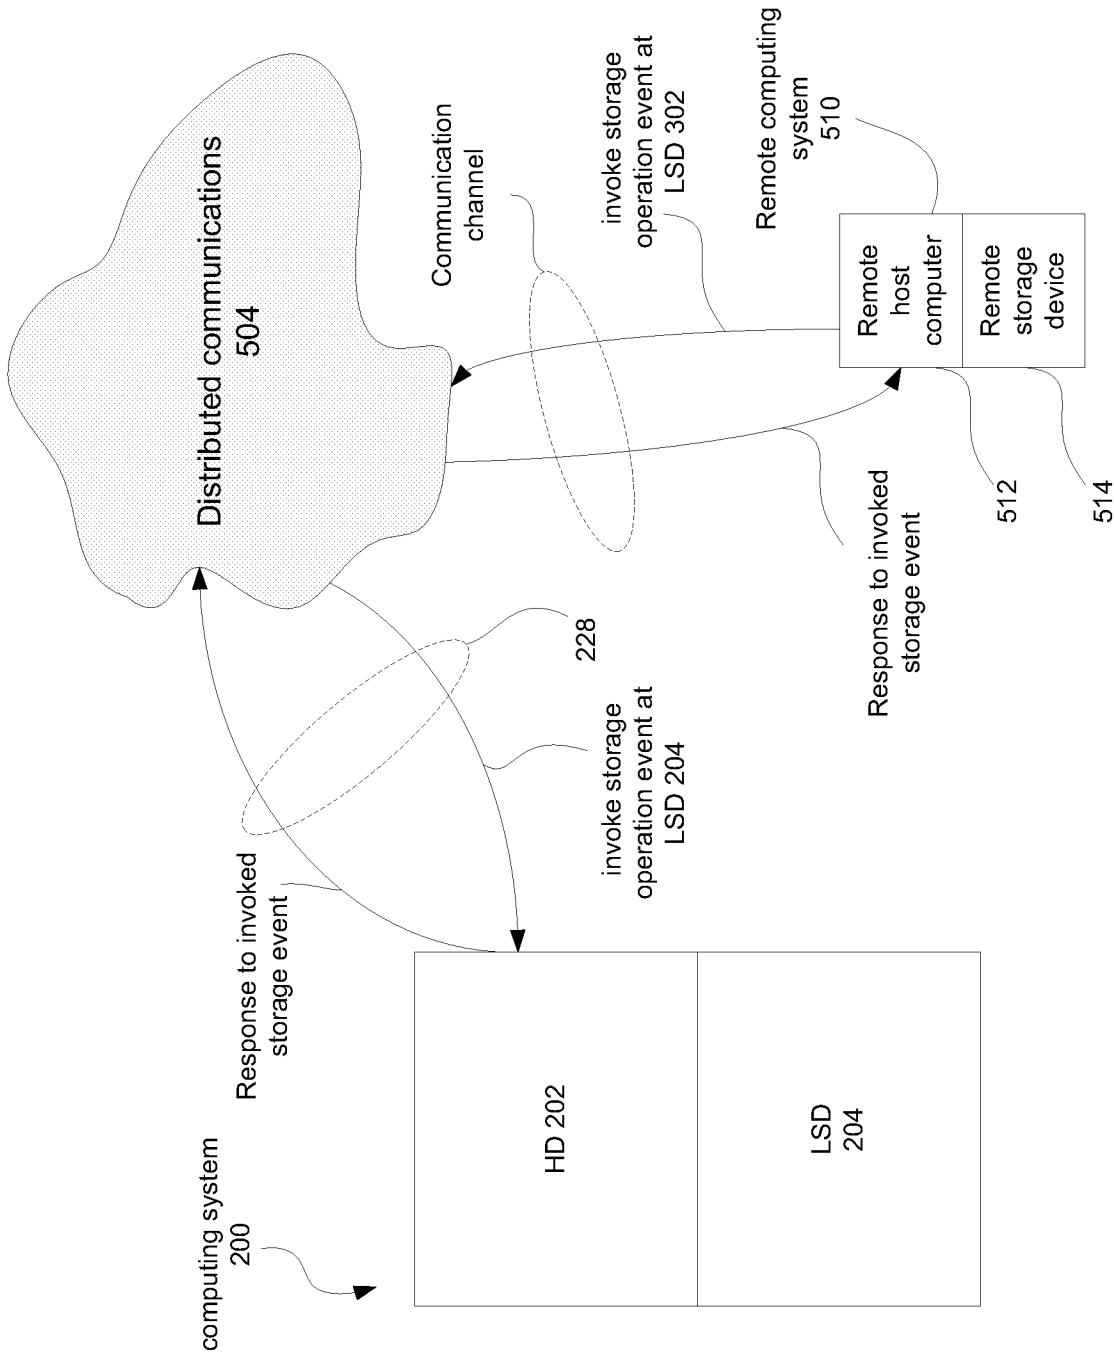 computing system
200
HD 202
LSD
204
Response to invoked
storage event
invoke storage
operation event at
LSD 204
228
Distributed communications
504
Communication
channel
invoke storage
operation event at
LSD 302
Response to invoked
storage event
Remote computing
system
510
Remote
host
computer
Remote
storage
device
512
514